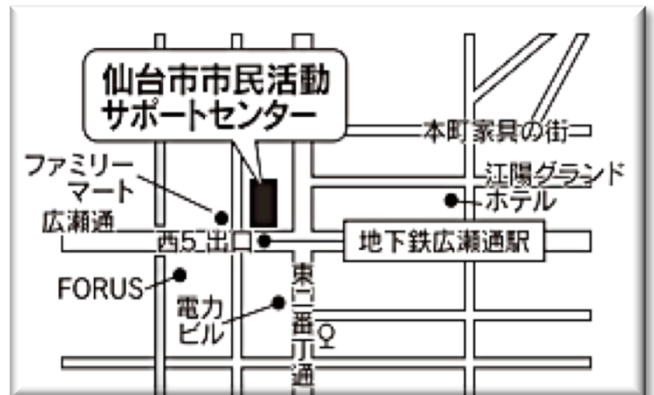 仙台市市民活動
サポートセンター
本町家具の街
ファミリー
マート
江陽グランド
ホテル
広瀬通
西5出口
地下鉄広瀬通駅
FORUS
電力
ビル
東二番丁通